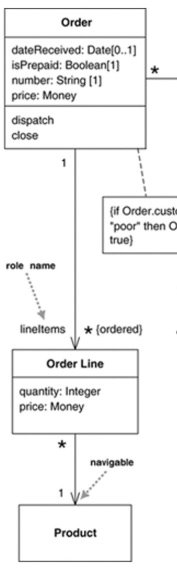 Order
dateReceived: Date[0..1]
isPrepaid: Boolean[1]
number: String [1]
price: Money
*
dispatch
close
1
{if Order.custo
"poor" then O
true}
role name
lineItems
* {ordered}
Order Line
quantity: Integer
price: Money
*
navigable
1
Product